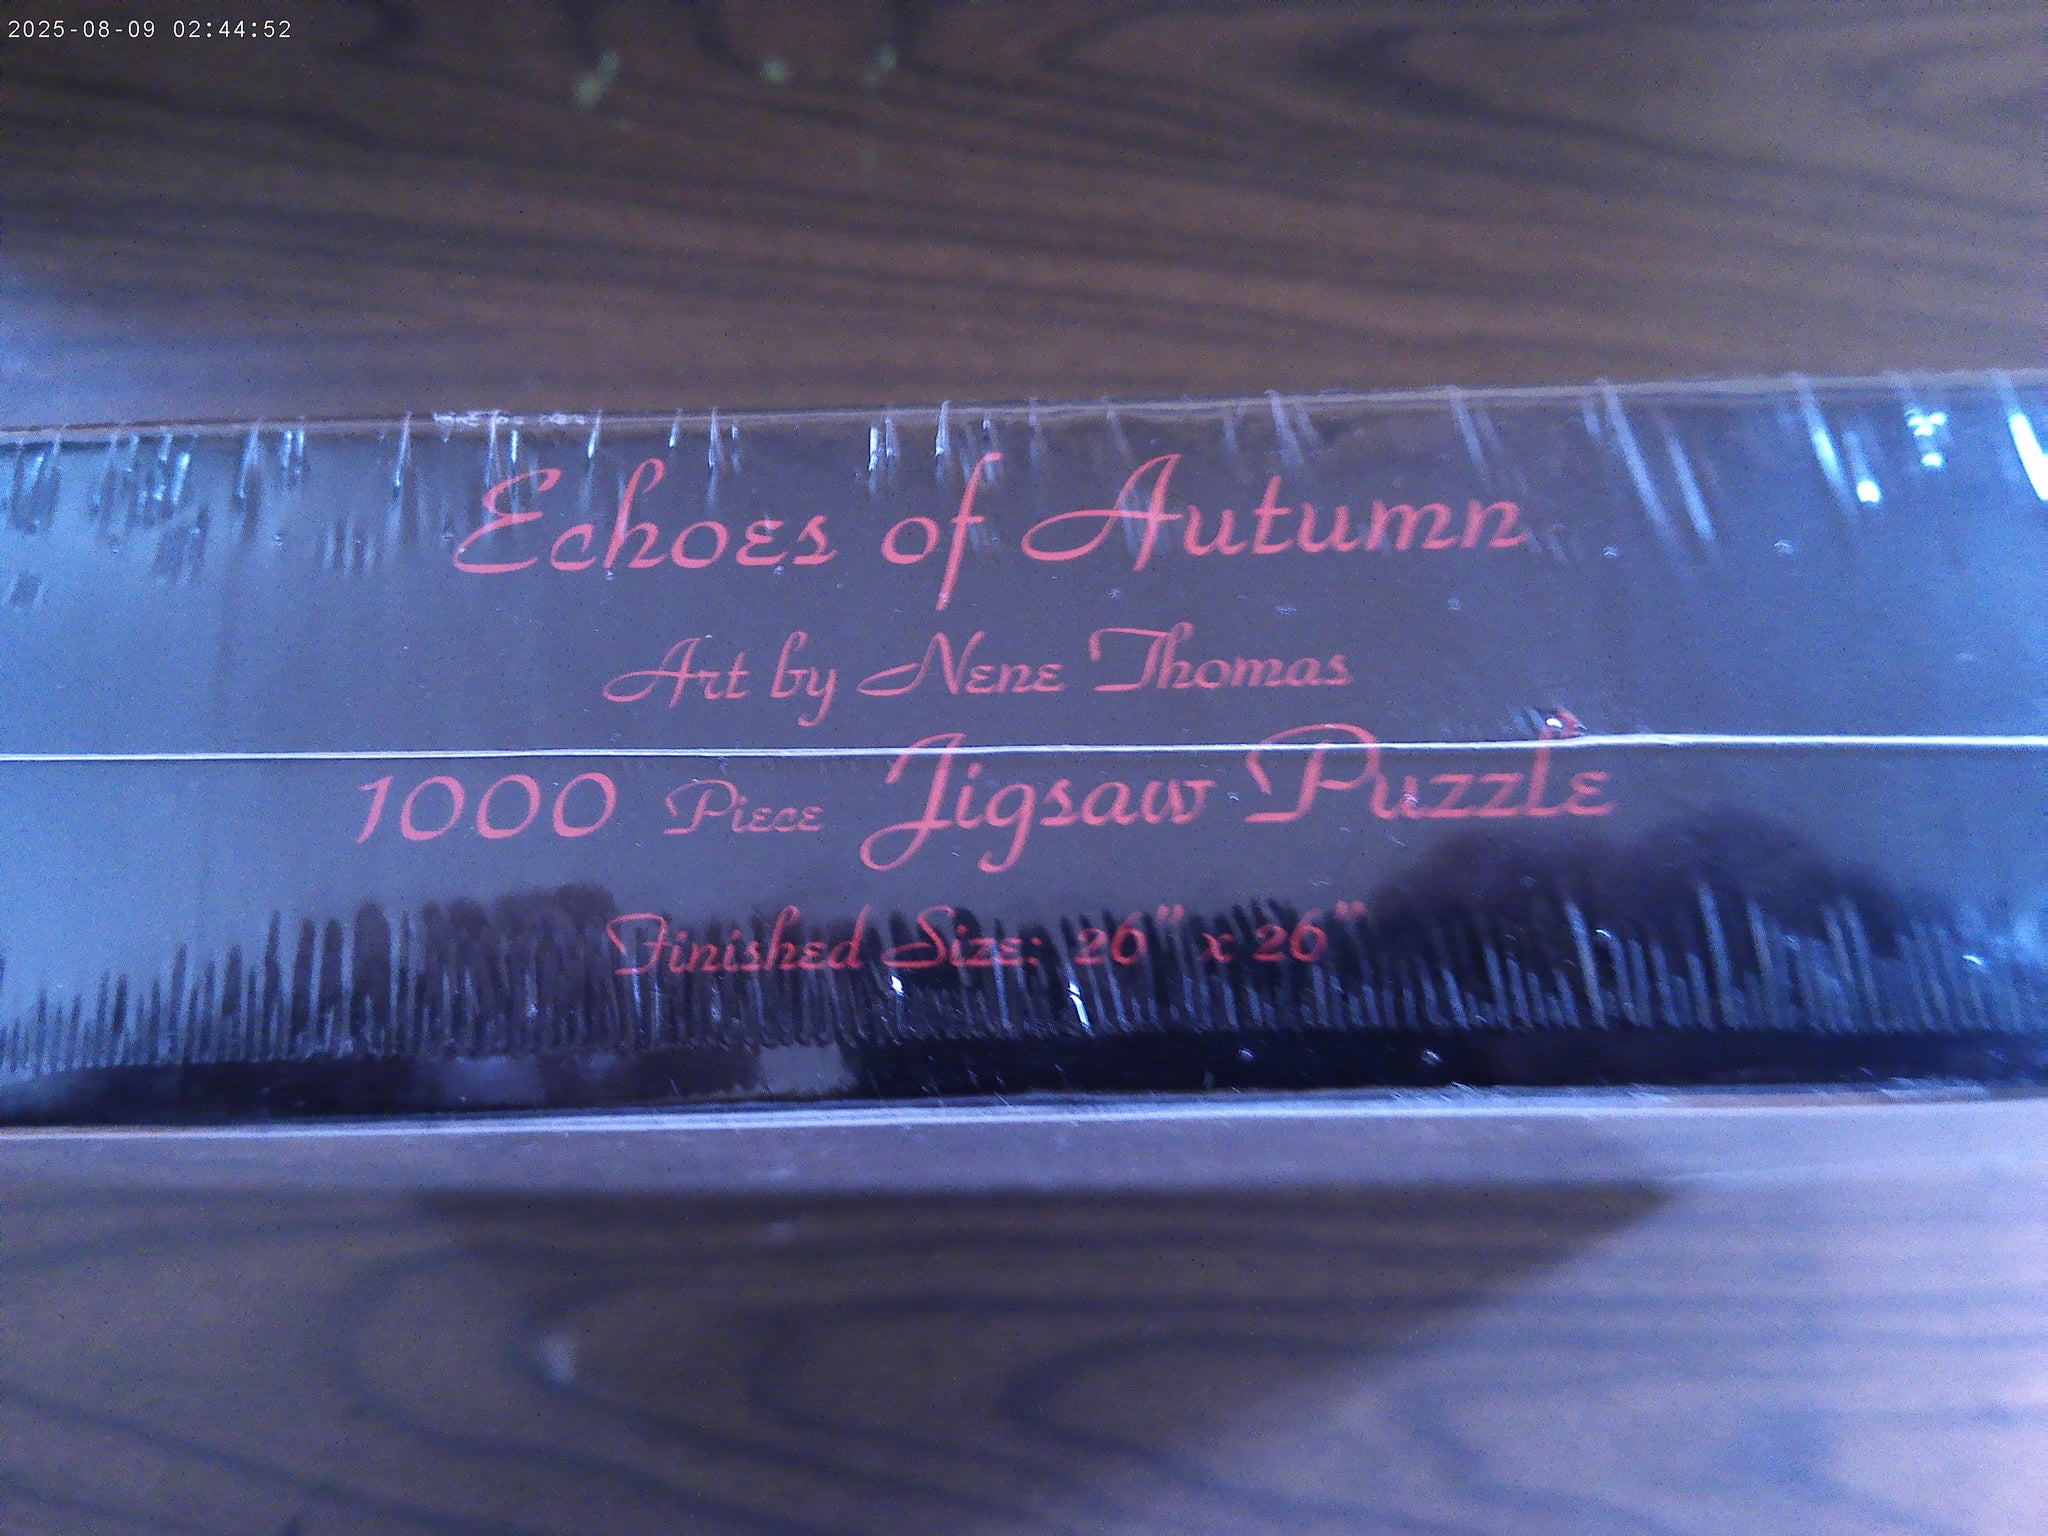 2025-08-09 02:44:52
Echoes of Autumn
Art by Nene Thomas
1000 Piece Jigsaw Puzzle
Finished Size: 26" x 26"